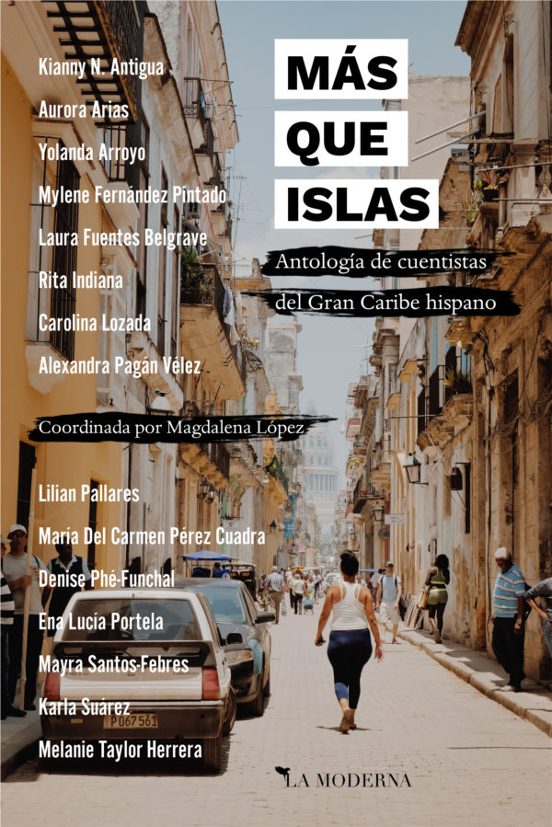 Kianny N. Antigua
Aurora Arias
Yolanda Arroyo
Mylene Fernández Pintado
Laura Fuentes Belgrave
Rita Indiana
Carolina Lozada
Alexandra Pagán Vélez
MÁS
QUE
ISLAS
Antología de cuentistas
del Gran Caribe hispano
Coordinada por Magdalena López
Lilian Pallares
María Del Carmen Pérez Cuadra
Denise Phé-Funchal
Ena Lucía Portela
Mayra Santos-Febres
Karla Suárez
Melanie Taylor Herrera
P 067 561
LA MODERNA